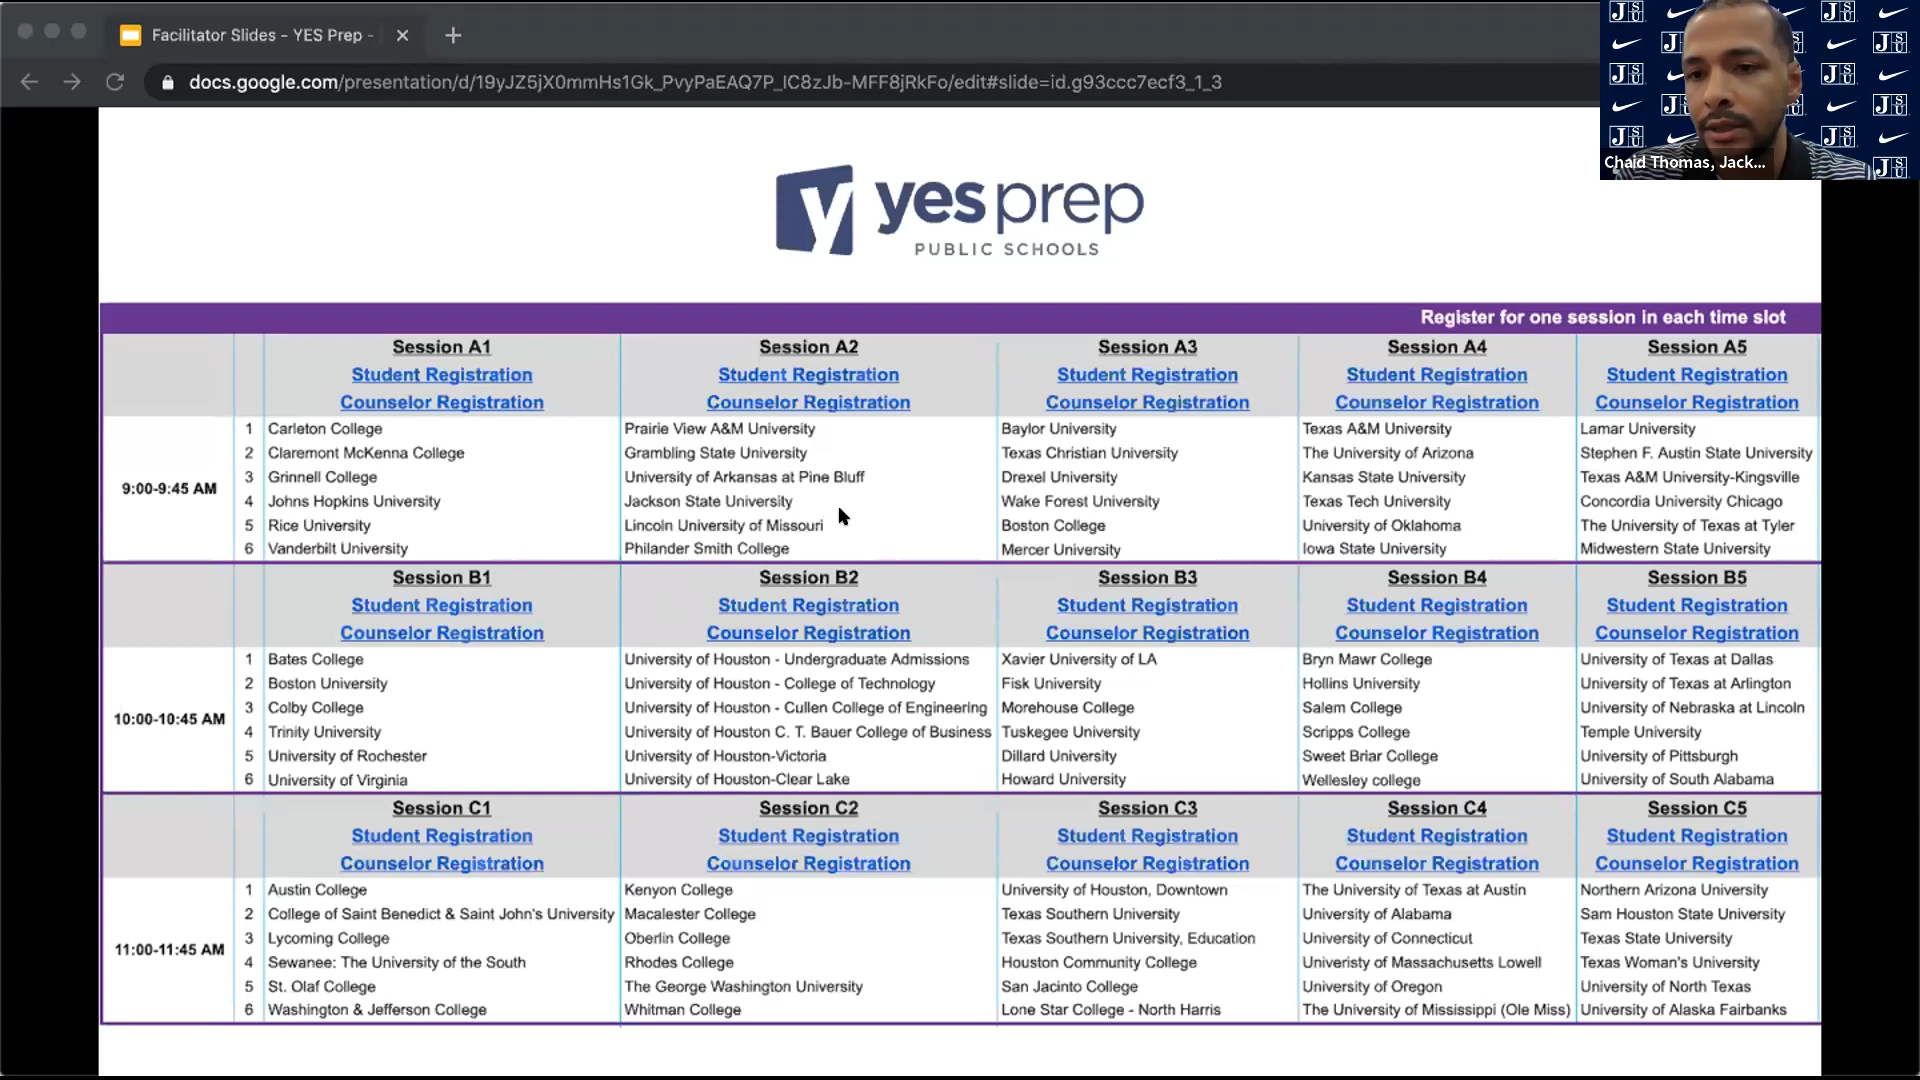 Facilitator Slides - YES Prep -
docs.google.com/presentation/d/19yJZ5jX0mmHs1Gk_PvyPaEAQ7P_lC8zJb-MFF8jRkFo/edit#slide=id.g93ccc7ecf3_1_3
Chaid Thomas, Jack...
yes prep
PUBLIC SCHOOLS
Register for one session in each time slot
Session A1 Session A2 Session A3 Session A4 Session A5
Student Registration Student Registration Student Registration Student Registration Student Registration
Counselor Registration Counselor Registration Counselor Registration Counselor Registration Counselor Registration
9:00-9:45 AM
1 Carleton College Prairie View A&M University Baylor University Texas A&M University Lamar University
2 Claremont McKenna College Grambling State University Texas Christian University The University of Arizona Stephen F. Austin State University
3 Grinnell College University of Arkansas at Pine Bluff Drexel University Kansas State University Texas A&M University-Kingsville
4 Johns Hopkins University Jackson State University Wake Forest University Texas Tech University Concordia University Chicago
5 Rice University Lincoln University of Missouri Boston College University of Oklahoma The University of Texas at Tyler
6 Vanderbilt University Philander Smith College Mercer University Iowa State University Midwestern State University
Session B1 Session B2 Session B3 Session B4 Session B5
Student Registration Student Registration Student Registration Student Registration Student Registration
Counselor Registration Counselor Registration Counselor Registration Counselor Registration Counselor Registration
10:00-10:45 AM
1 Bates College University of Houston - Undergraduate Admissions Xavier University of LA Bryn Mawr College University of Texas at Dallas
2 Boston University University of Houston - College of Technology Fisk University Hollins University University of Texas at Arlington
3 Colby College University of Houston - Cullen College of Engineering Morehouse College Salem College University of Nebraska at Lincoln
4 Trinity University University of Houston C. T. Bauer College of Business Tuskegee University Scripps College Temple University
5 University of Rochester University of Houston-Victoria Dillard University Sweet Briar College University of Pittsburgh
6 University of Virginia University of Houston-Clear Lake Howard University Wellesley college University of South Alabama
Session C1 Session C2 Session C3 Session C4 Session C5
Student Registration Student Registration Student Registration Student Registration Student Registration
Counselor Registration Counselor Registration Counselor Registration Counselor Registration Counselor Registration
11:00-11:45 AM
1 Austin College Kenyon College University of Houston, Downtown The University of Texas at Austin Northern Arizona University
2 College of Saint Benedict & Saint John's University Macalester College Texas Southern University University of Alabama Sam Houston State University
3 Lycoming College Oberlin College Texas Southern University, Education University of Connecticut Texas State University
4 Sewanee: The University of the South Rhodes College Houston Community College Univeristy of Massachusetts Lowell Texas Woman's University
5 St. Olaf College The George Washington University San Jacinto College University of Oregon University of North Texas
6 Washington & Jefferson College Whitman College Lone Star College - North Harris The University of Mississippi (Ole Miss) University of Alaska Fairbanks